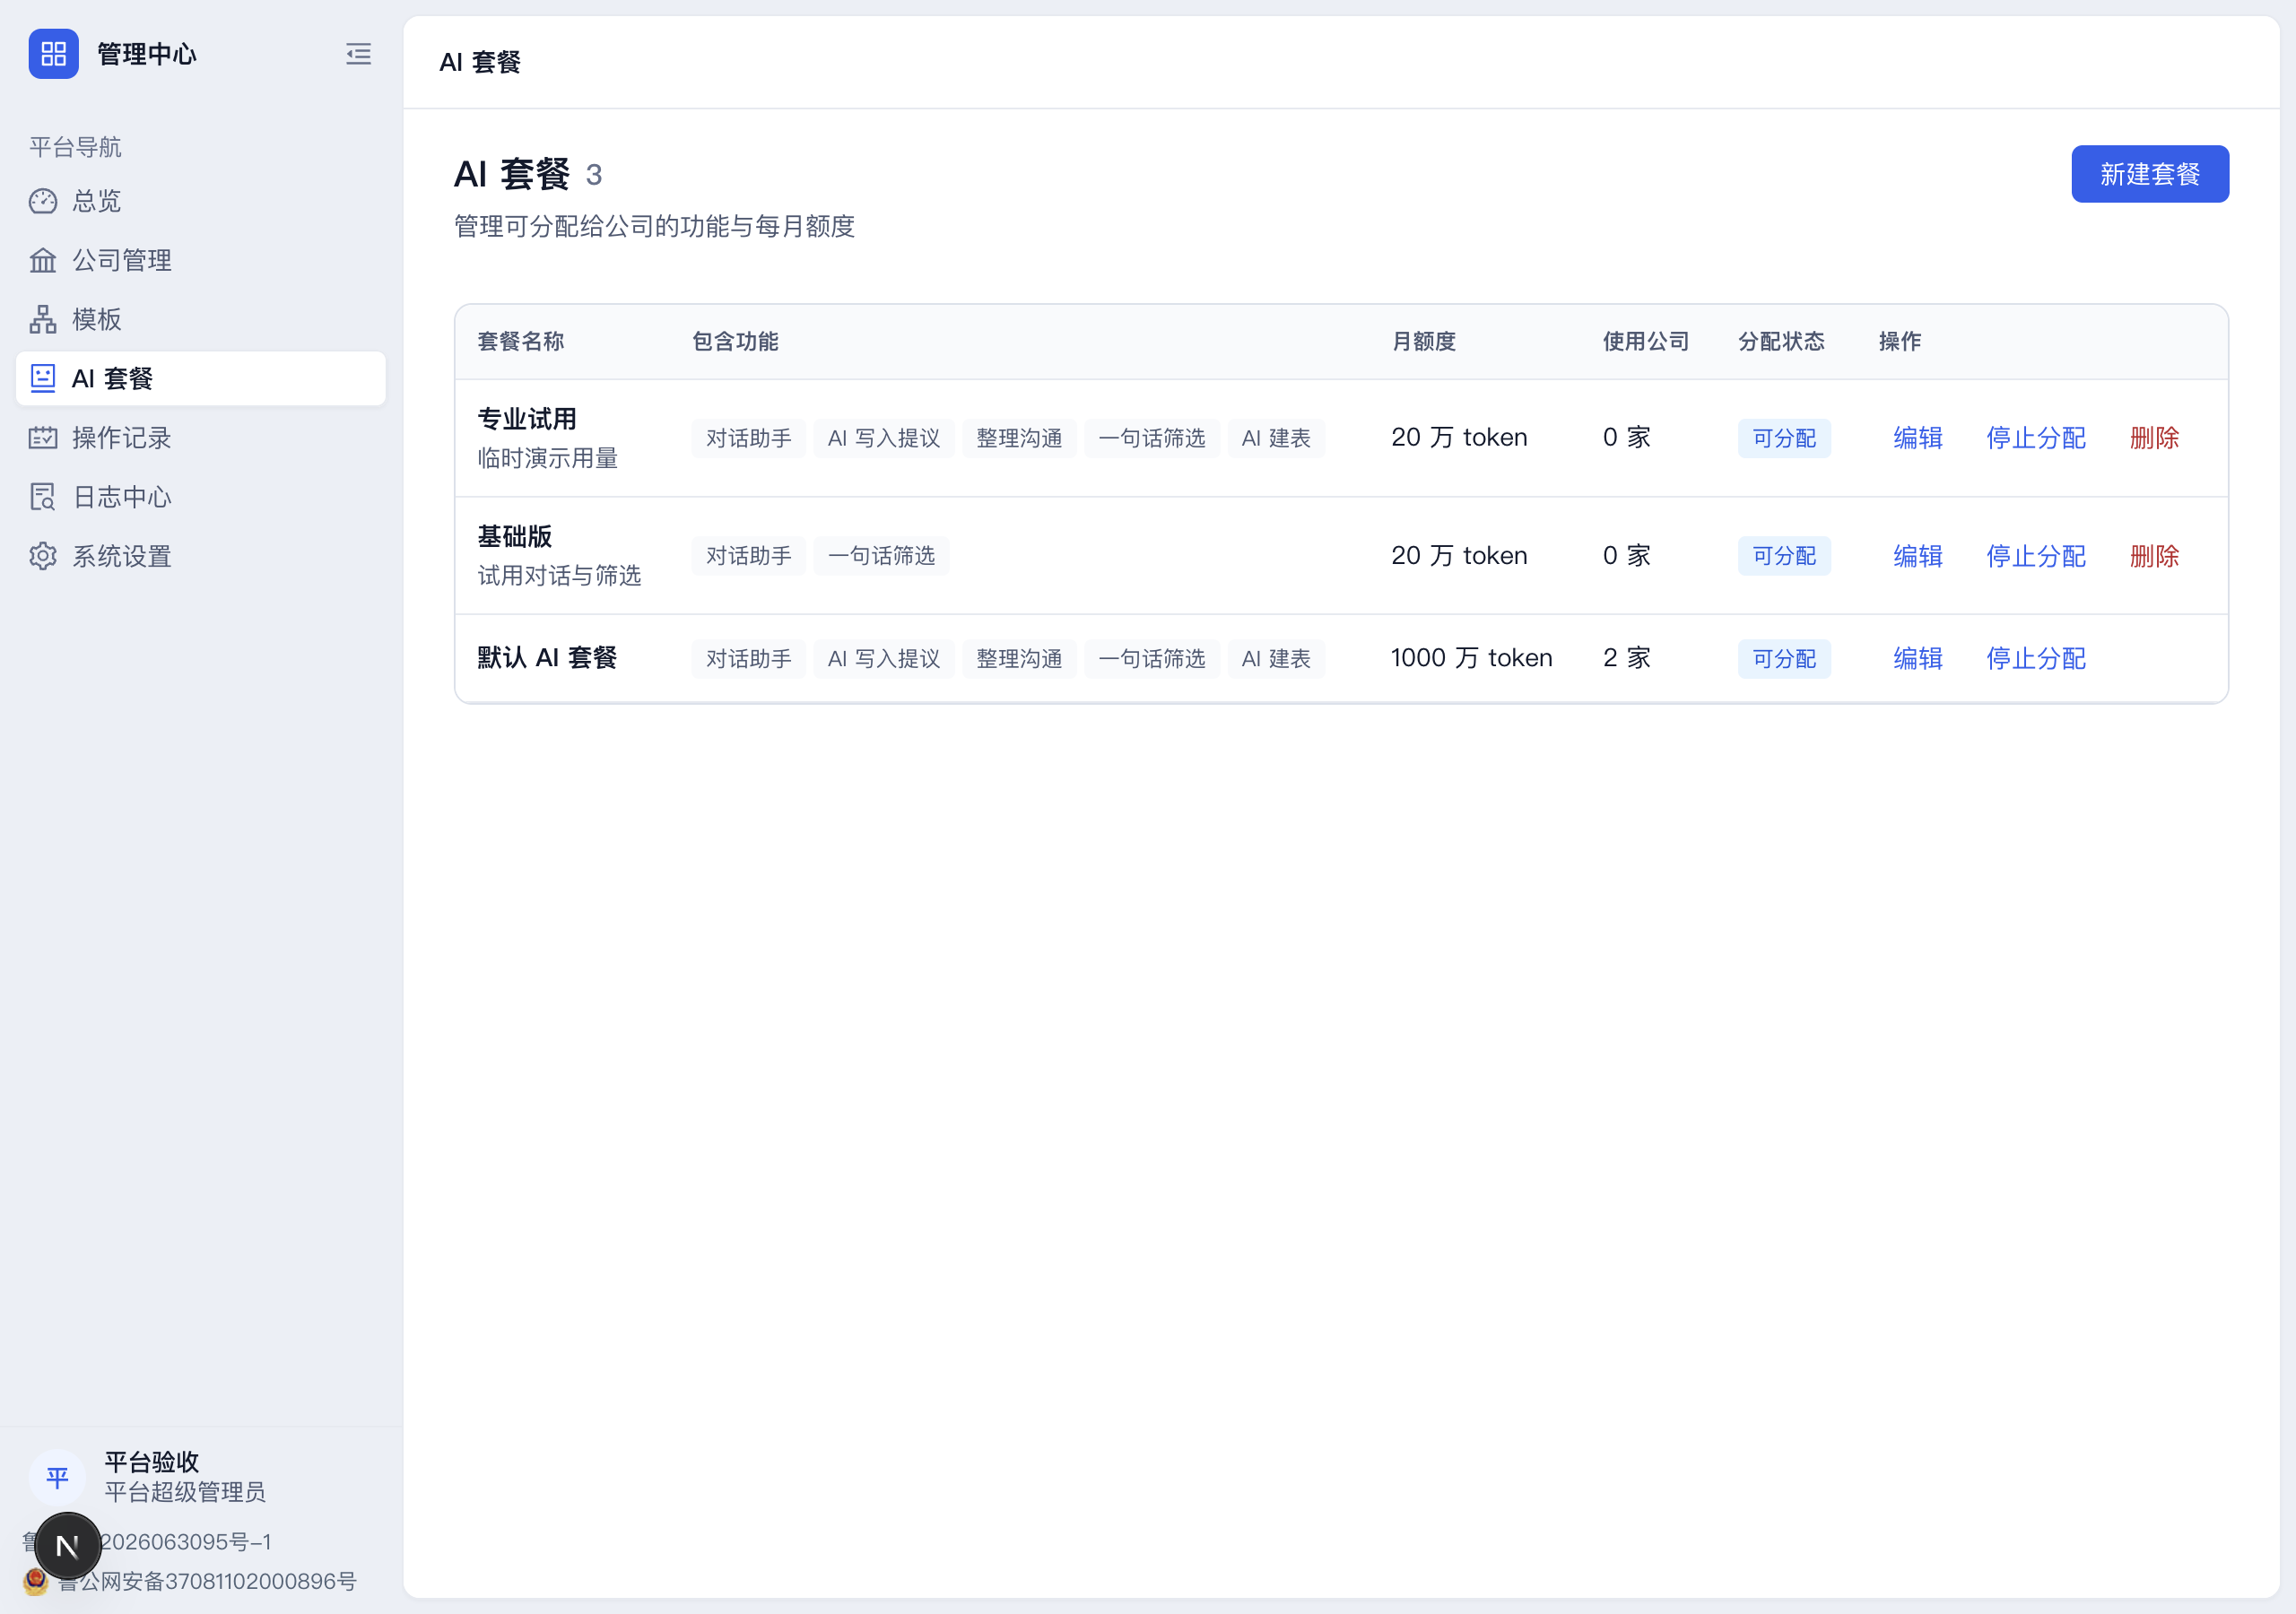 管理中心
平台导航
总览
公司管理
模板
AI 套餐
操作记录
日志中心
系统设置
平
平台验收
平台超级管理员
鲁 2026063095号-1
N
鲁公网安备37081102000896号
AI 套餐
AI 套餐 3
管理可分配给公司的功能与每月额度
新建套餐
套餐名称 包含功能 月额度 使用公司 分配状态 操作
专业试用
临时演示用量
对话助手 AI 写入提议 整理沟通 一句话筛选 AI 建表 20 万 token 0 家 可分配 编辑 停止分配 删除
基础版
试用对话与筛选
对话助手 一句话筛选 20 万 token 0 家 可分配 编辑 停止分配 删除
默认 AI 套餐 对话助手 AI 写入提议 整理沟通 一句话筛选 AI 建表 1000 万 token 2 家 可分配 编辑 停止分配